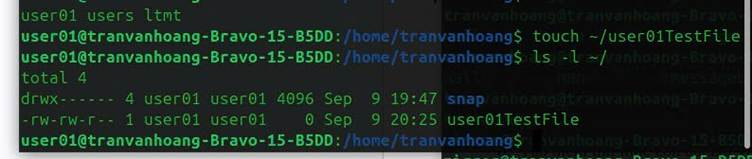 user01 users ltmt
user01@tranvanhoang-Bravo-15-B5DD:/home/tranvanhoang$ touch ~/user01TestFile
user01@tranvanhoang-Bravo-15-B5DD:/home/tranvanhoang$ ls -l ~/
total 4
drwx------ 4 user01 user01 4096 Sep  9 19:47 snap
-rw-rw-r-- 1 user01 user01    0 Sep  9 20:25 user01TestFile
user01@tranvanhoang-Bravo-15-B5DD:/home/tranvanhoang$